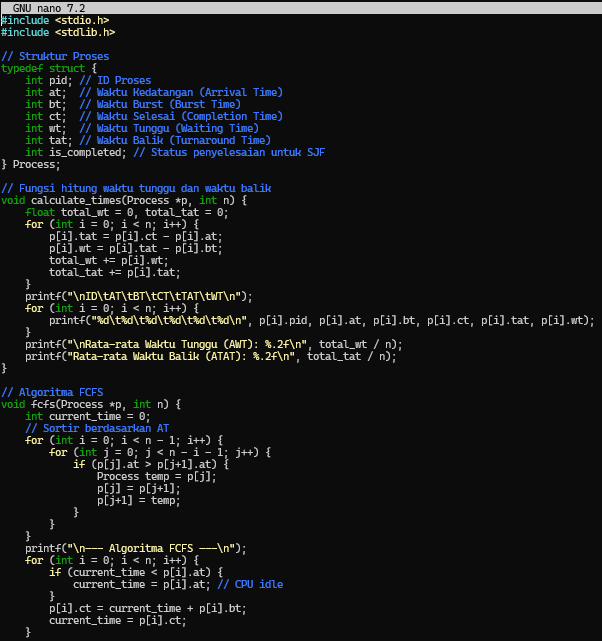 GNU nano 7.2
#include <stdio.h>
#include <stdlib.h>

// Struktur Proses
typedef struct {
    int pid; // ID Proses
    int at;  // Waktu Kedatangan (Arrival Time)
    int bt;  // Waktu Burst (Burst Time)
    int ct;  // Waktu Selesai (Completion Time)
    int wt;  // Waktu Tunggu (Waiting Time)
    int tat; // Waktu Balik (Turnaround Time)
    int is_completed; // Status penyelesaian untuk SJF
} Process;

// Fungsi hitung waktu tunggu dan waktu balik
void calculate_times(Process *p, int n) {
    float total_wt = 0, total_tat = 0;
    for (int i = 0; i < n; i++) {
        p[i].tat = p[i].ct - p[i].at;
        p[i].wt = p[i].tat - p[i].bt;
        total_wt += p[i].wt;
        total_tat += p[i].tat;
    }
    printf("\nID\tAT\tBT\tCT\tTAT\tWT\n");
    for (int i = 0; i < n; i++) {
        printf("%d\t%d\t%d\t%d\t%d\t%d\n", p[i].pid, p[i].at, p[i].bt, p[i].ct, p[i].tat, p[i].wt);
    }
    printf("\nRata-rata Waktu Tunggu (AWT): %.2f\n", total_wt / n);
    printf("Rata-rata Waktu Balik (ATAT): %.2f\n", total_tat / n);
}

// Algoritma FCFS
void fcfs(Process *p, int n) {
    int current_time = 0;
    // Sortir berdasarkan AT
    for (int i = 0; i < n - 1; i++) {
        for (int j = 0; j < n - i - 1; j++) {
            if (p[j].at > p[j+1].at) {
                Process temp = p[j];
                p[j] = p[j+1];
                p[j+1] = temp;
            }
        }
    }
    printf("\n--- Algoritma FCFS ---\n");
    for (int i = 0; i < n; i++) {
        if (current_time < p[i].at) {
            current_time = p[i].at; // CPU idle
        }
        p[i].ct = current_time + p[i].bt;
        current_time = p[i].ct;
    }